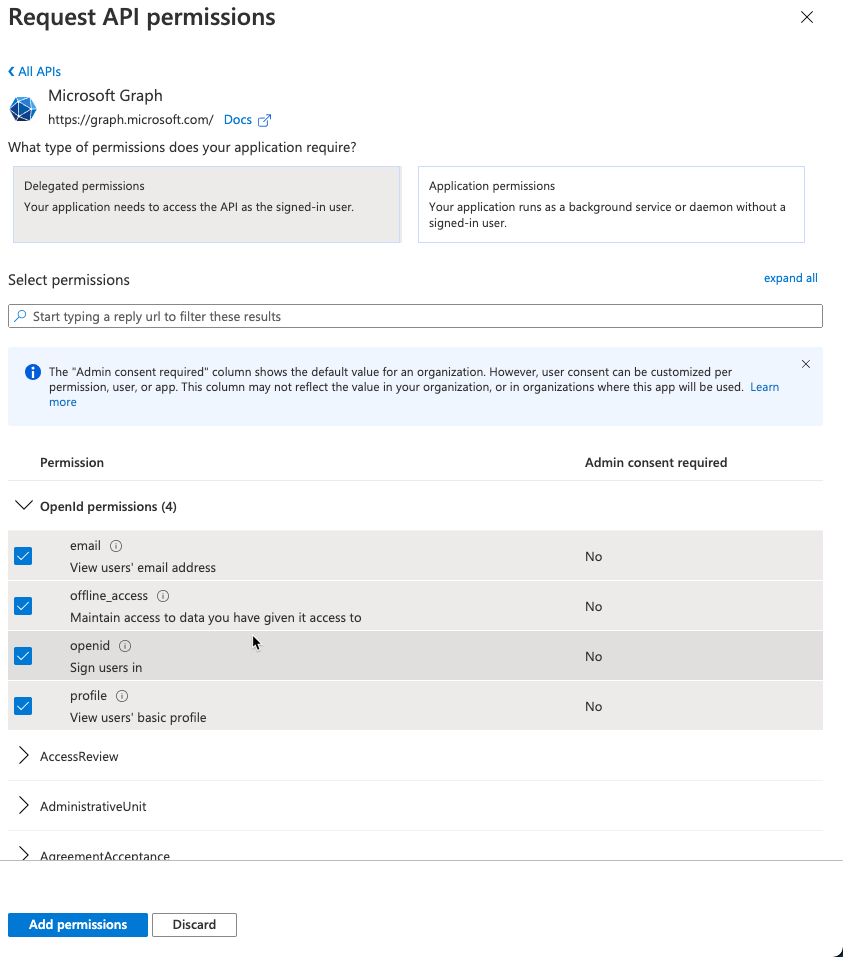 Request API permissions
All APIs
Microsoft Graph
https://graph.microsoft.com/ Docs
What type of permissions does your application require?
Delegated permissions
Your application needs to access the API as the signed-in user.
Application permissions
Your application runs as a background service or daemon without a
signed-in user.
Select permissions
expand all
Start typing a reply url to filter these results
The "Admin consent required" column shows the default value for an organization. However, user consent can be customized per
permission, user, or app. This column may not reflect the value in your organization, or in organizations where this app will be used. Learn
more
Permission Admin consent required
OpenId permissions (4)
email
View users' email address
No
offline_access
Maintain access to data you have given it access to
No
openid
Sign users in
No
profile
View users' basic profile
No
AccessReview
AdministrativeUnit
AgreementAcceptance
Add permissions Discard